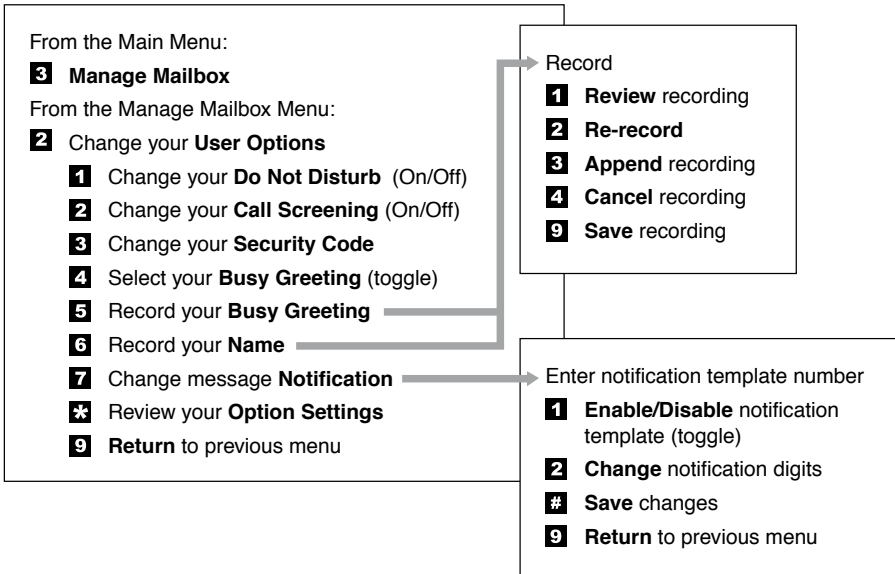 From the Main Menu:
3 Manage Mailbox
From the Manage Mailbox Menu:
2 Change your User Options
1 Change your Do Not Disturb (On/Off)
2 Change your Call Screening (On/Off)
3 Change your Security Code
4 Select your Busy Greeting (toggle)
5 Record your Busy Greeting
6 Record your Name
7 Change message Notification
* Review your Option Settings
9 Return to previous menu
Record
1 Review recording
2 Re-record
3 Append recording
4 Cancel recording
9 Save recording
Enter notification template number
1 Enable/Disable notification
template (toggle)
2 Change notification digits
# Save changes
9 Return to previous menu